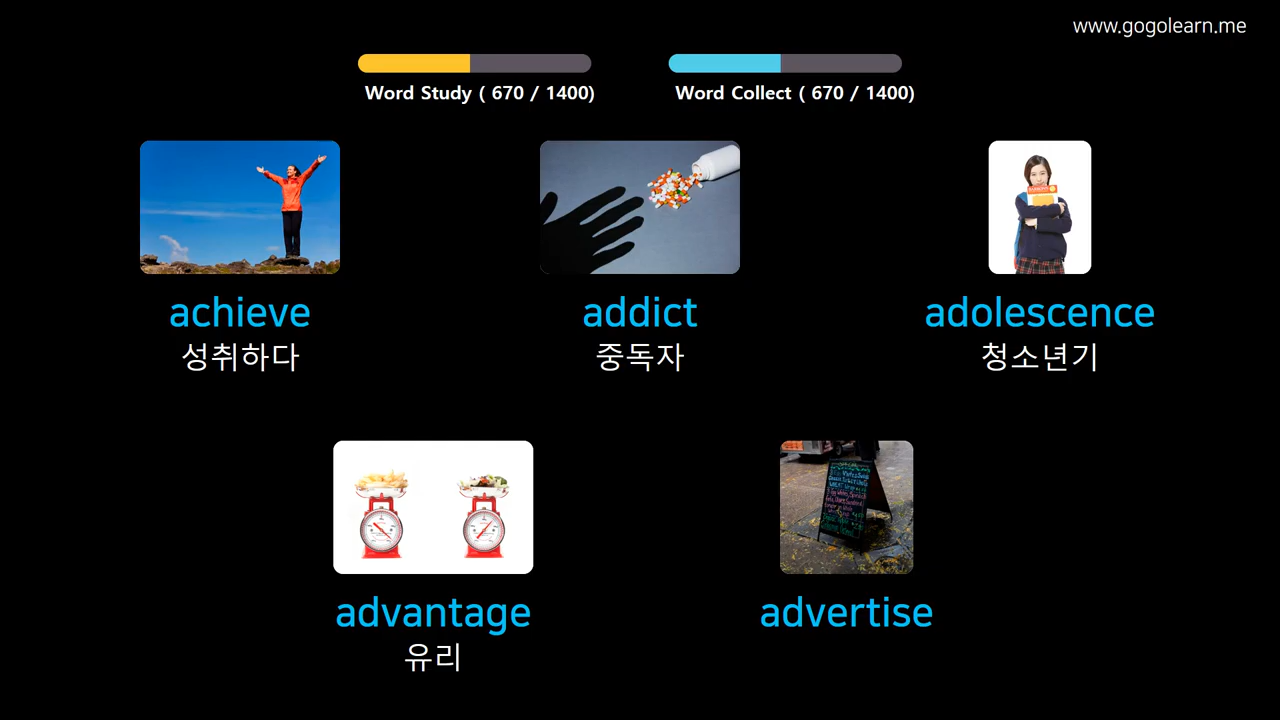 www.gogolearn.me
Word Study ( 670 / 1400)
Word Collect ( 670 / 1400)
achieve
성취하다
addict
중독자
adolescence
청소년기
advantage
유리
advertise